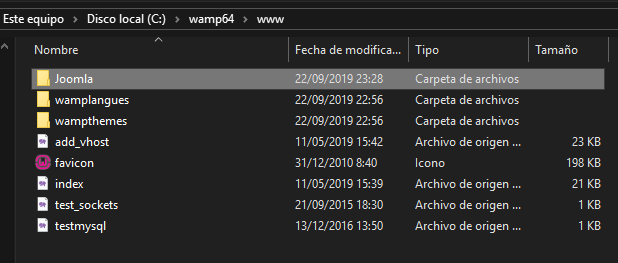 Este equipo > Disco local (C:) > wamp64 > www
Nombre Fecha de modifica... Tipo Tamaño
Joomla 22/09/2019 23:28 Carpeta de archivos
wamplangues 22/09/2019 22:56 Carpeta de archivos
wampthemes 22/09/2019 22:56 Carpeta de archivos
add_vhost 11/05/2019 15:42 Archivo de origen ... 23 KB
favicon 31/12/2010 8:40 Icono 198 KB
index 11/05/2019 15:39 Archivo de origen ... 21 KB
test_sockets 21/09/2015 18:30 Archivo de origen ... 1 KB
testmysql 13/12/2016 13:50 Archivo de origen ... 1 KB